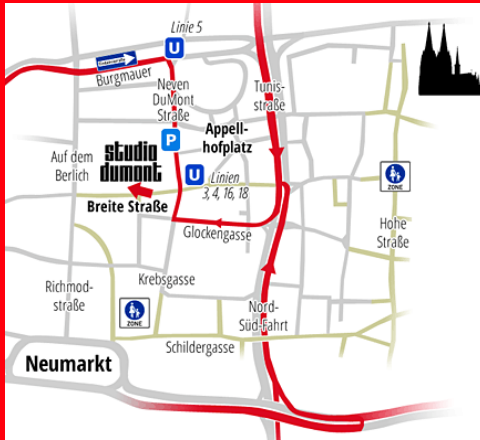 Linie 5
U
Burgmauer
Neven
DuMont
Straße
Tunis-
straße
P
Appell-
hofplatz
studio
dumont
Auf dem
Berlich
U
Linien
3, 4, 16, 18
ZONE
Breite Straße
Hohe
Straße
Glockengasse
Krebsgasse
Richmod-
straße
ZONE
Nord-
Süd-Fahrt
Schildergasse
Neumarkt